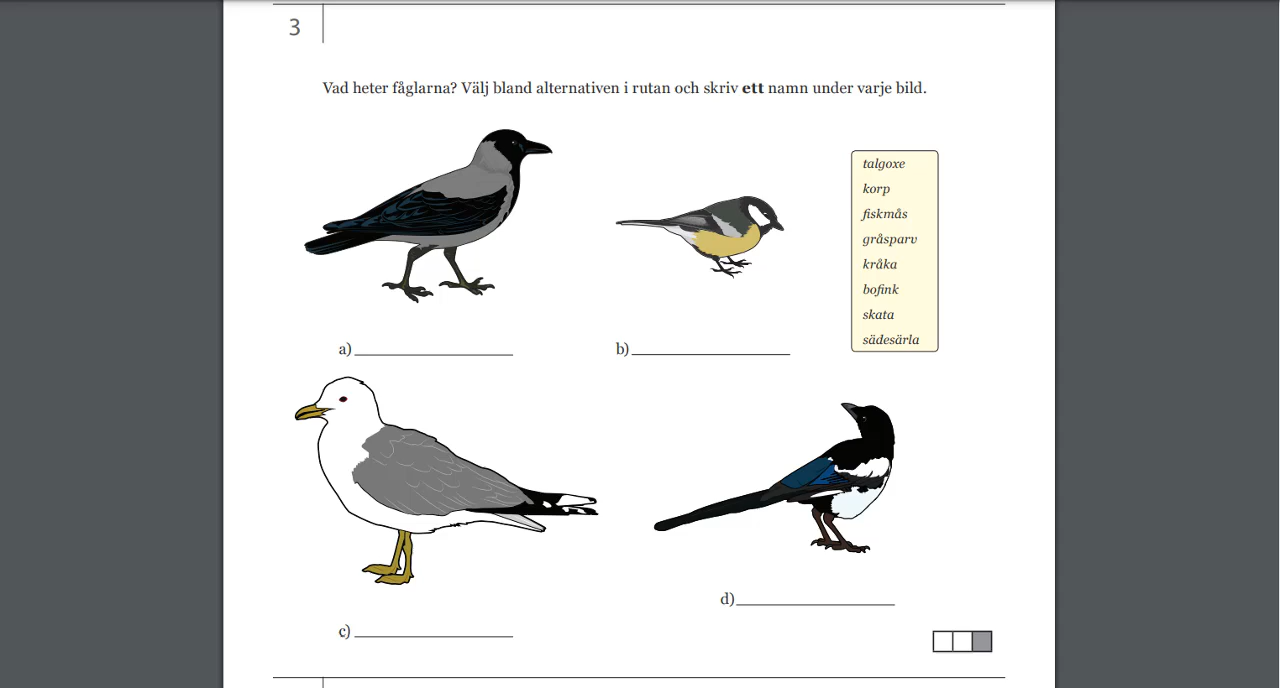 3
Vad heter fåglarna? Välj bland alternativen i rutan och skriv ett namn under varje bild.
talgoxe
korp
fiskmås
gråsparv
kråka
bofink
skata
sädesärla
a)
b)
c)
d)